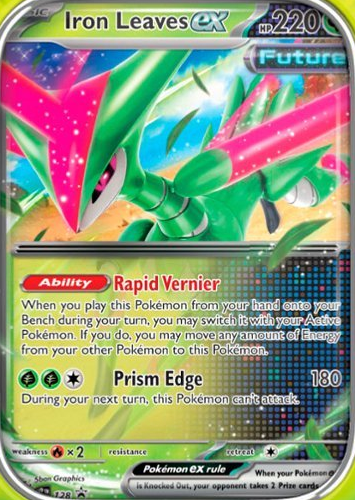 Iron Leaves ex HP 220
Future
Ability Rapid Vernier
When you play this Pokémon from your hand onto your
Bench during your turn, you may switch it with your Active
Pokémon. If you do, you may move any amount of Energy
from your other Pokémon to this Pokémon.
Prism Edge 180
During your next turn, this Pokémon can't attack.
weakness ×2 resistance retreat
5ban Graphics
Pokémon ex rule
When your Pokémon
is Knocked Out, your opponent takes 2 Prize cards
128